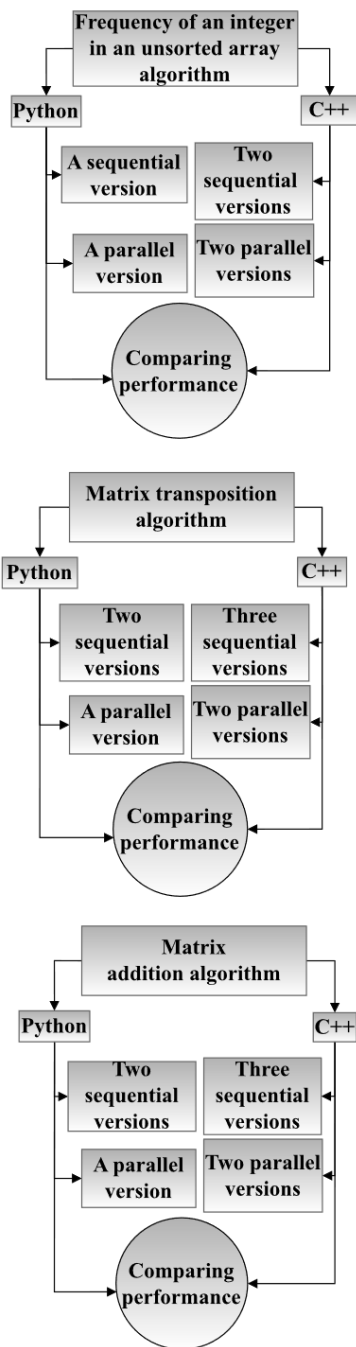 Frequency of an integer
in an unsorted array
algorithm
Python
C++
A sequential
version
Two
sequential
versions
A parallel
version
Two parallel
versions
Comparing
performance
Matrix transposition
algorithm
Python
C++
Two
sequential
versions
Three
sequential
versions
A parallel
version
Two parallel
versions
Comparing
performance
Matrix
addition algorithm
Python
C++
Two
sequential
versions
Three
sequential
versions
A parallel
version
Two parallel
versions
Comparing
performance